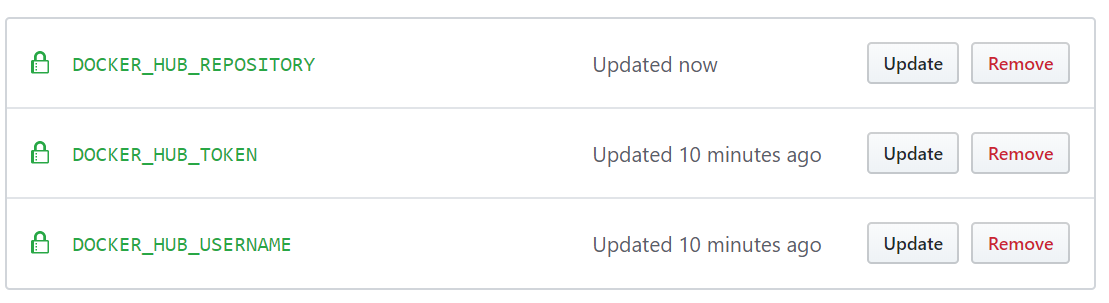 DOCKER_HUB_REPOSITORY Updated now Update Remove
DOCKER_HUB_TOKEN Updated 10 minutes ago Update Remove
DOCKER_HUB_USERNAME Updated 10 minutes ago Update Remove